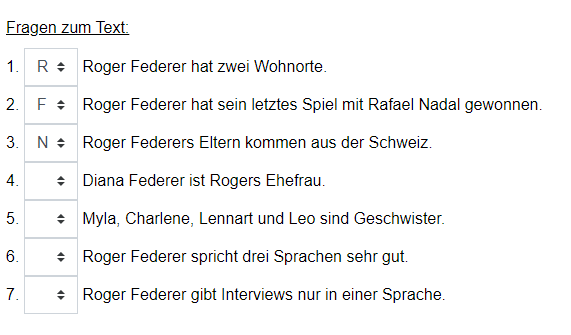 Fragen zum Text:
1. R Roger Federer hat zwei Wohnorte.
2. F Roger Federer hat sein letztes Spiel mit Rafael Nadal gewonnen.
3. N Roger Federers Eltern kommen aus der Schweiz.
4. Diana Federer ist Rogers Ehefrau.
5. Myla, Charlene, Lennart und Leo sind Geschwister.
6. Roger Federer spricht drei Sprachen sehr gut.
7. Roger Federer gibt Interviews nur in einer Sprache.